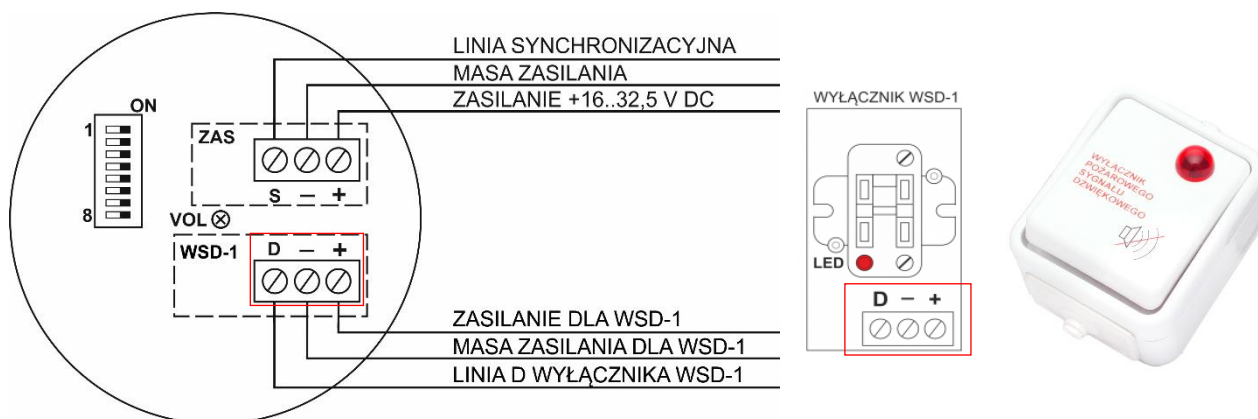 LINIA SYNCHRONIZACYJNA
MASA ZASILANIA
ZASILANIE +16..32,5 V DC
ON
1
8
ZAS
S – +
VOL
WSD-1
D – +
ZASILANIE DLA WSD-1
MASA ZASILANIA DLA WSD-1
LINIA D WYŁĄCZNIKA WSD-1
WYŁĄCZNIK WSD-1
LED
D – +
WYŁĄCZNIK
POŻAROWEGO
SYGNAŁU
DŹWIĘKOWEGO